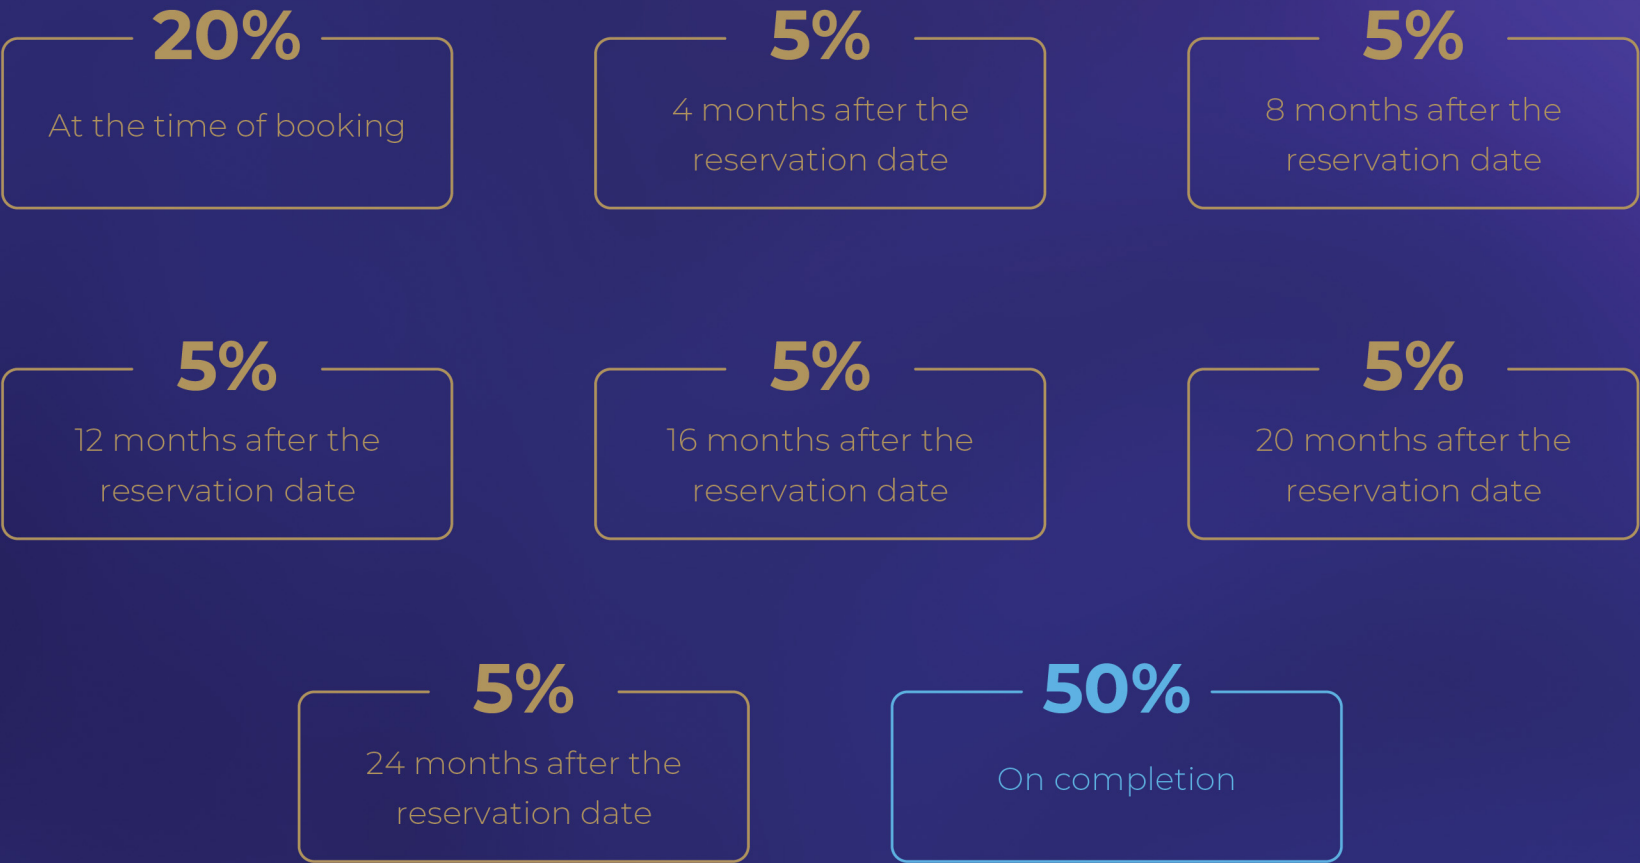 20%
At the time of booking
5%
4 months after the
reservation date
5%
8 months after the
reservation date
5%
12 months after the
reservation date
5%
16 months after the
reservation date
5%
20 months after the
reservation date
5%
24 months after the
reservation date
50%
On completion